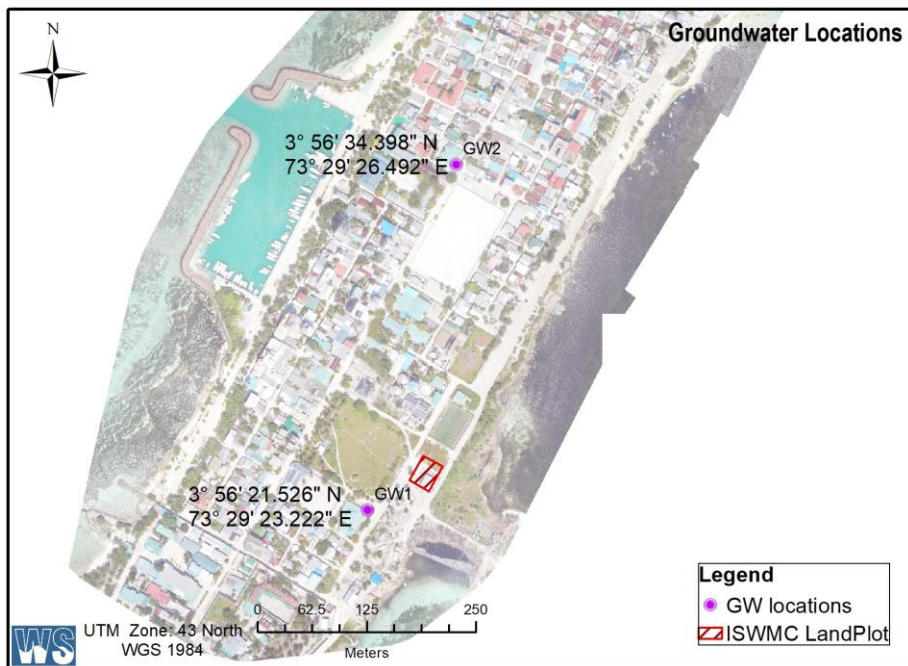 Groundwater Locations
N
3° 56' 34.398" N
73° 29' 26.492" E
GW2
3° 56' 21.526" N
73° 29' 23.222" E
GW1
Legend
GW locations
ISWMC LandPlot
0 62.5 125 250
Meters
WS
UTM Zone: 43 North
WGS 1984